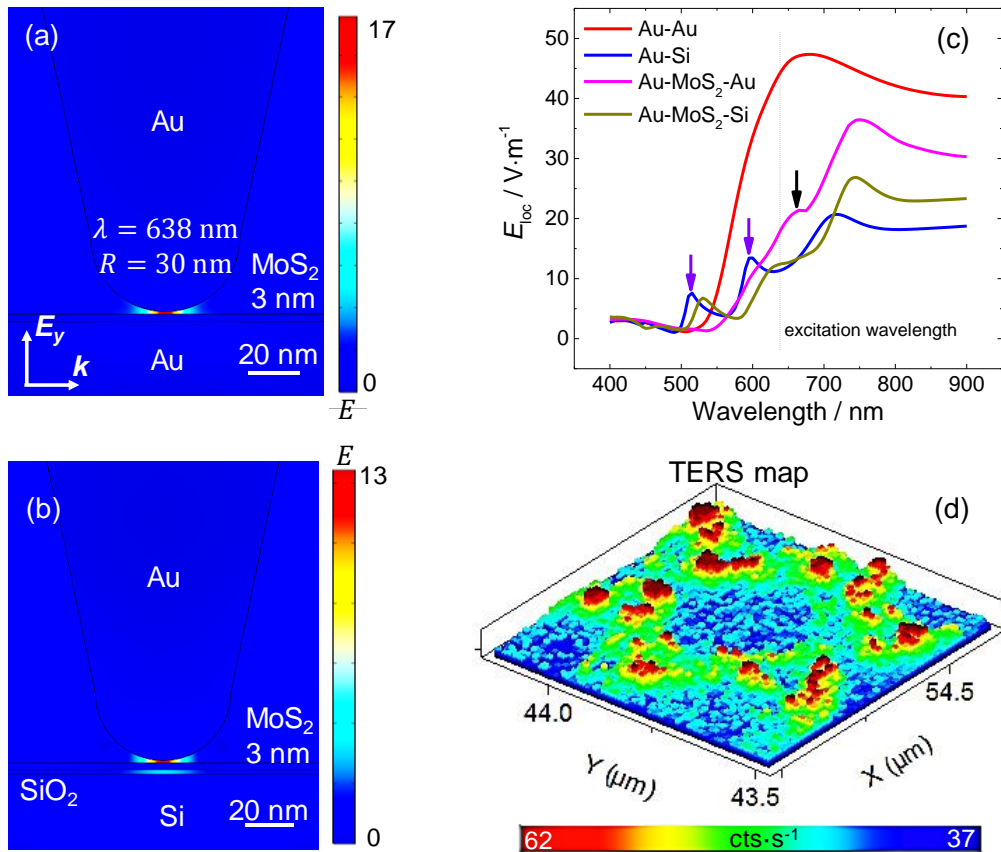 (a)
17
Au
λ = 638 nm
R = 30 nm
MoS₂
3 nm
E_y
k
Au
20 nm
0
E
(c)
Au-Au
Au-Si
Au-MoS₂-Au
Au-MoS₂-Si
E_loc / V·m⁻¹
50
40
30
20
10
0
excitation wavelength
400 500 600 700 800 900
Wavelength / nm
(b)
E
13
Au
MoS₂
3 nm
SiO₂
Si
20 nm
0
TERS map
(d)
44.0
54.5
43.5
Y (µm)
X (µm)
62 cts·s⁻¹ 37